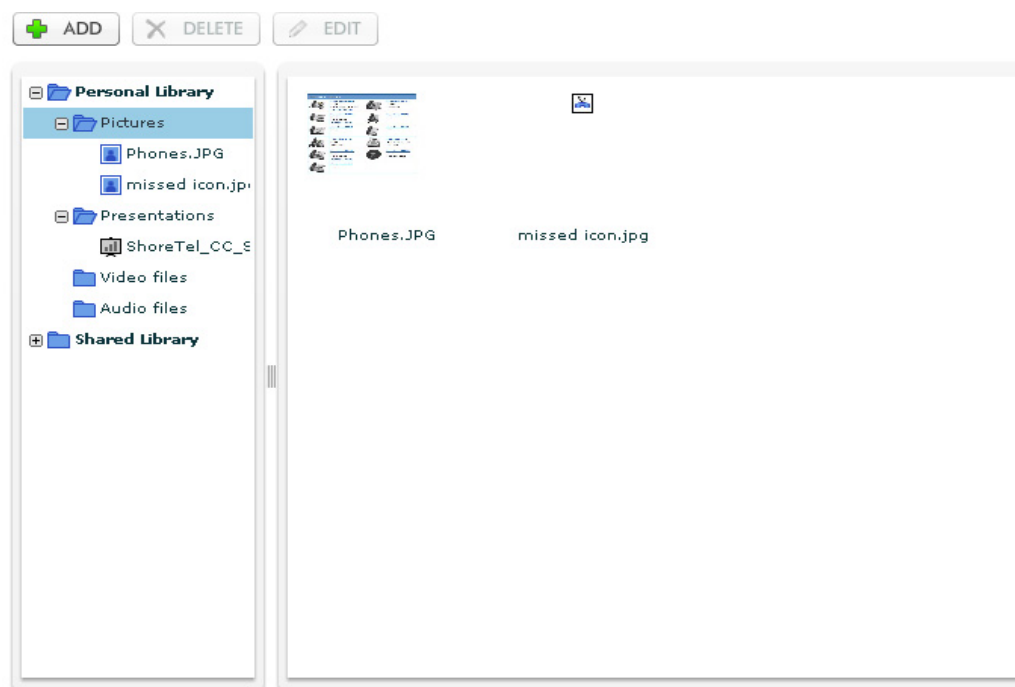 ADD DELETE EDIT
Personal Library
Pictures
Phones.JPG
missed icon.jp
Presentations
ShoreTel_CC_S
Video files
Audio files
Shared Library
Phones.JPG missed icon.jpg